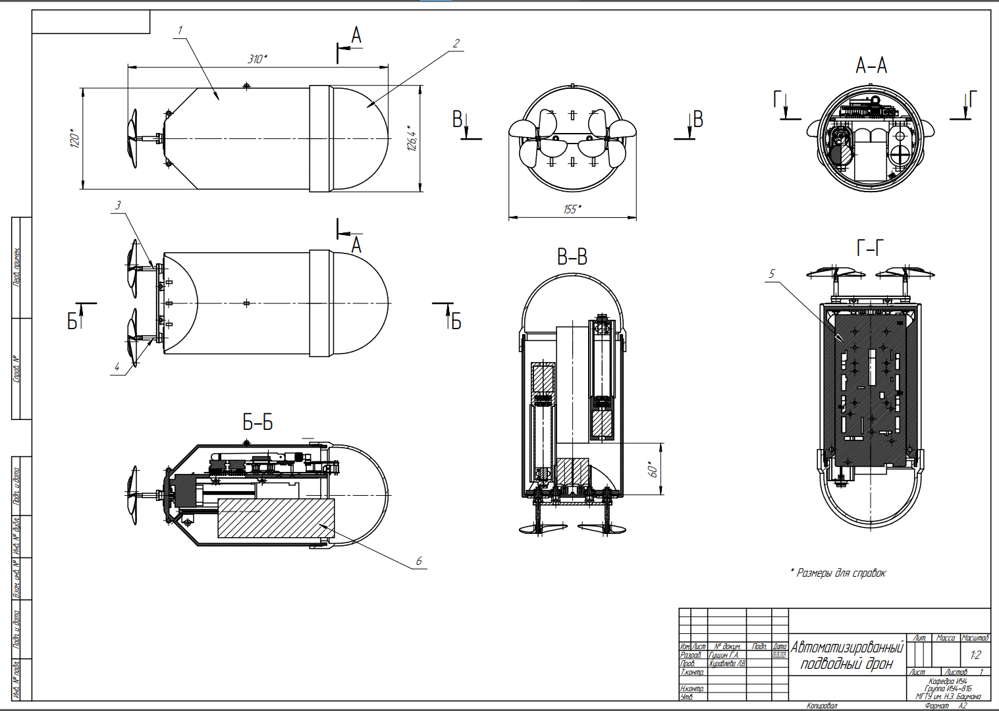 1
А
2
310*
120*
126,4*
В
В
155*
А-А
Г
Г
3
А
Б
Б
4
В-В
60*
Г-Г
5
Б-Б
6
* Размеры для справок
Перв. примен.
Справ. №
Подп. и дата
Инв. № дубл.
Взам. инв. №
Подп. и дата
Инв. № подл.
Изм. Лист № докум. Подп. Дата
Разраб. Гущин Г.А.
Пров. Журавлёва Л.В.
Т.контр.
Н.контр.
Утв.
Автоматизированный
подводный дрон
Лит. Масса Масштаб
1:2
Лист Листов 1
Кафедра ИУ4
Группа ИУ4-81Б
МГТУ им. Н.Э. Баумана
Копировал Формат А2